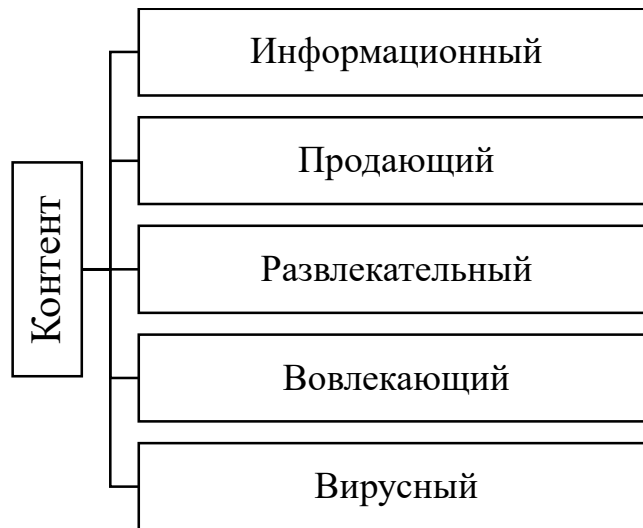 Контент
Информационный
Продающий
Развлекательный
Вовлекающий
Вирусный